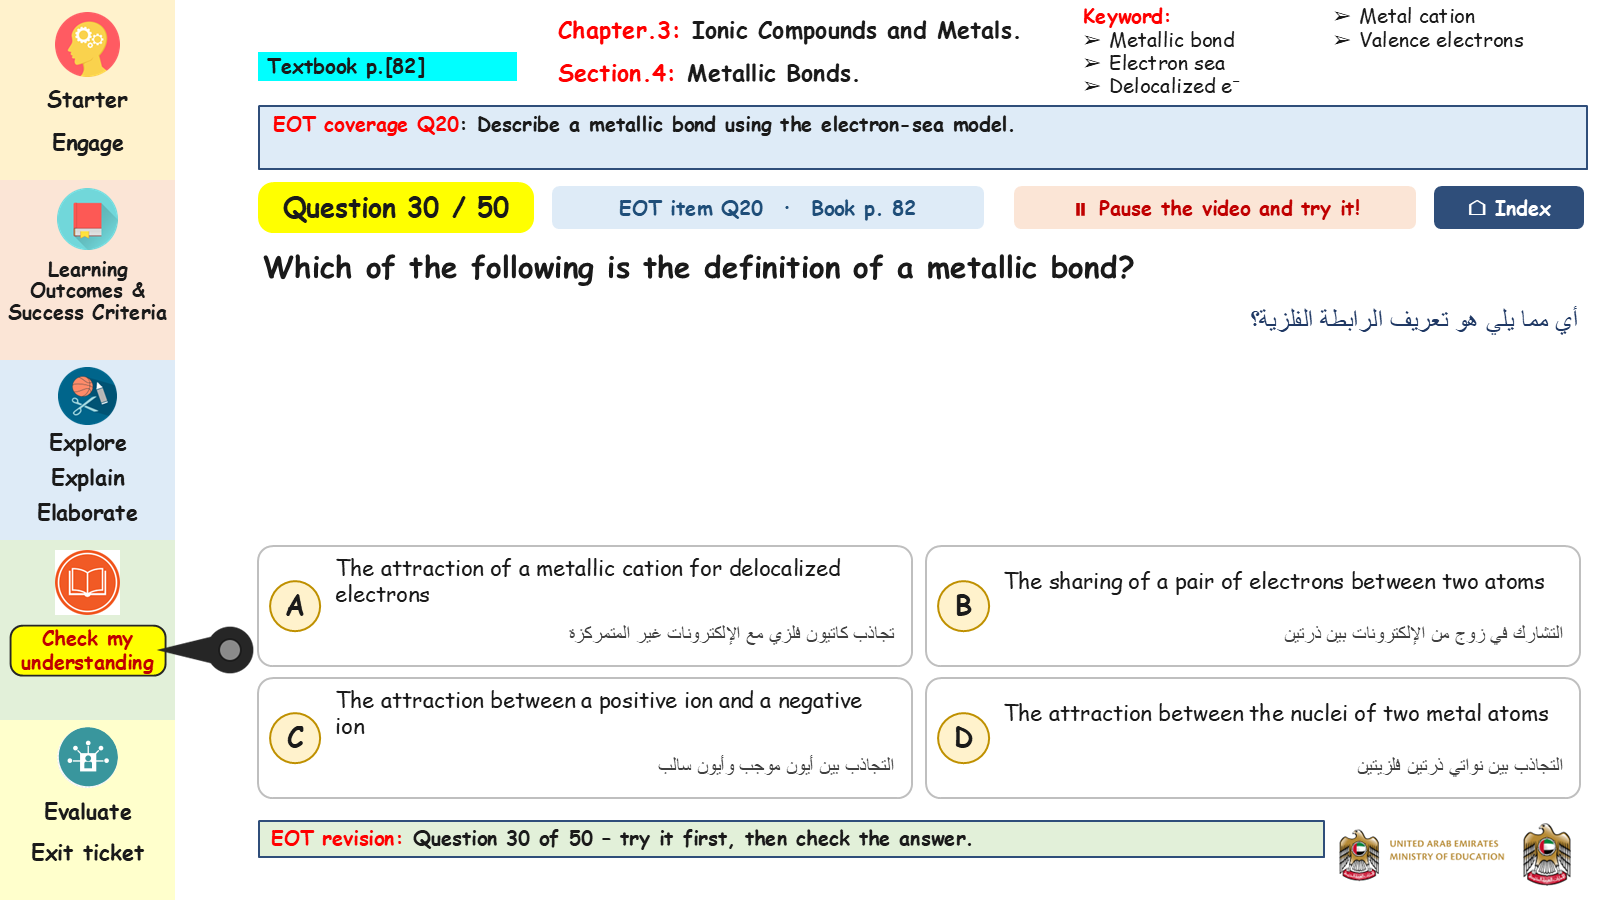 Starter
Engage
Learning
Outcomes &
Success Criteria
Explore
Explain
Elaborate
Check my
understanding
Evaluate
Exit ticket
Textbook p.[82]
Chapter.3: Ionic Compounds and Metals.
Section.4: Metallic Bonds.
Keyword:
➢ Metallic bond
➢ Electron sea
➢ Delocalized e⁻
➢ Metal cation
➢ Valence electrons
EOT coverage Q20: Describe a metallic bond using the electron-sea model.
Question 30 / 50
EOT item Q20 · Book p. 82
⏸ Pause the video and try it!
Index
Which of the following is the definition of a metallic bond?
أي مما يلي هو تعريف الرابطة الفلزية؟
A
The attraction of a metallic cation for delocalized
electrons
تجاذب كاتيون فلزي مع الإلكترونات غير المتمركزة
B
The sharing of a pair of electrons between two atoms
التشارك في زوج من الإلكترونات بين ذرتين
C
The attraction between a positive ion and a negative
ion
التجاذب بين أيون موجب وأيون سالب
D
The attraction between the nuclei of two metal atoms
التجاذب بين نواتي ذرتين فلزيتين
EOT revision: Question 30 of 50 – try it first, then check the answer.
UNITED ARAB EMIRATES
MINISTRY OF EDUCATION